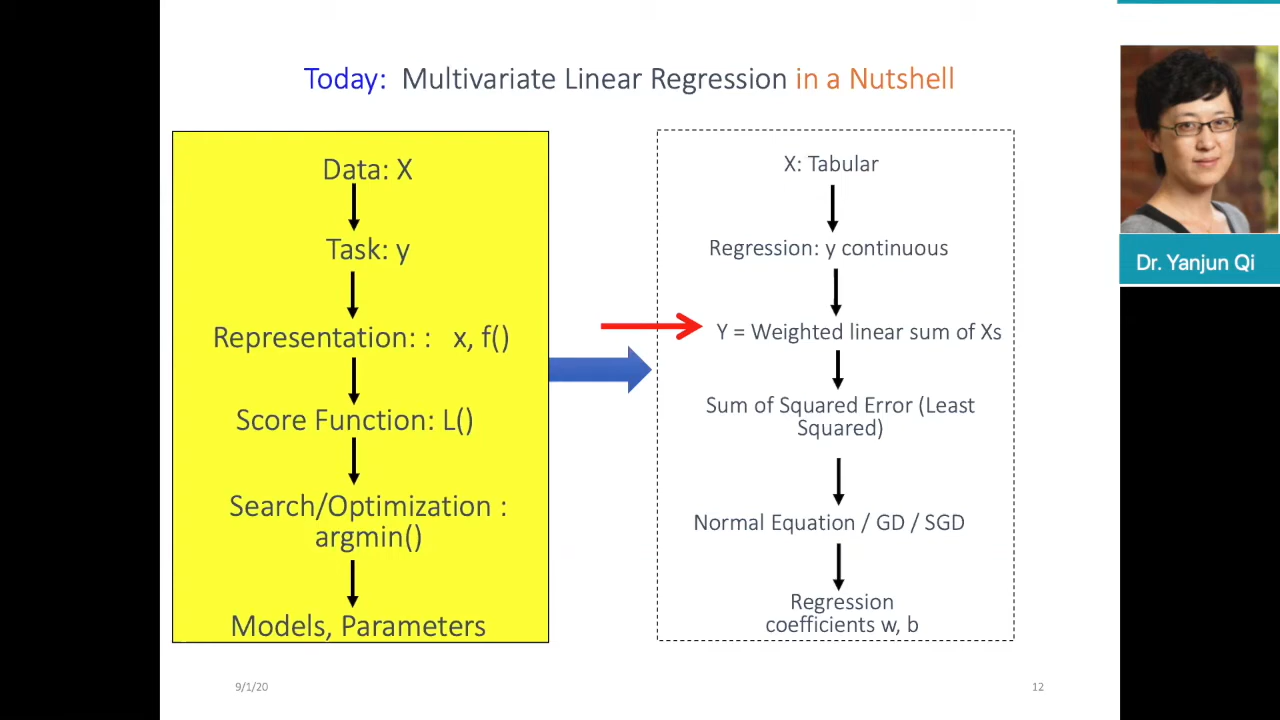 Today: Multivariate Linear Regression in a Nutshell
Data: X
Task: y
Representation: : x, f()
Score Function: L()
Search/Optimization :
argmin()
Models, Parameters
X: Tabular
Regression: y continuous
Y = Weighted linear sum of Xs
Sum of Squared Error (Least
Squared)
Normal Equation / GD / SGD
Regression
coefficients w, b
Dr. Yanjun Qi
9/1/20
12